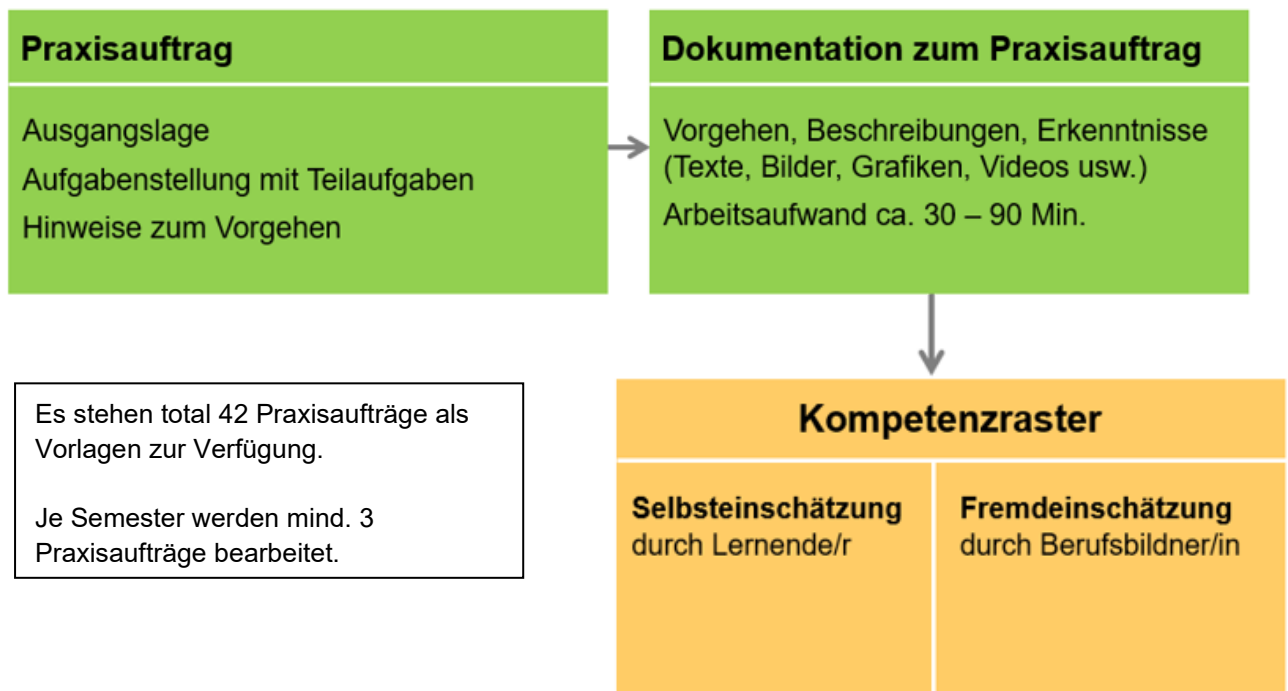 Praxisauftrag
Ausgangslage
Aufgabenstellung mit Teilaufgaben
Hinweise zum Vorgehen
Dokumentation zum Praxisauftrag
Vorgehen, Beschreibungen, Erkenntnisse
(Texte, Bilder, Grafiken, Videos usw.)
Arbeitsaufwand ca. 30 – 90 Min.
Es stehen total 42 Praxisaufträge als
Vorlagen zur Verfügung.
Je Semester werden mind. 3
Praxisaufträge bearbeitet.
Kompetenzraster
Selbsteinschätzung
durch Lernende/r
Fremdeinschätzung
durch Berufsbildner/in